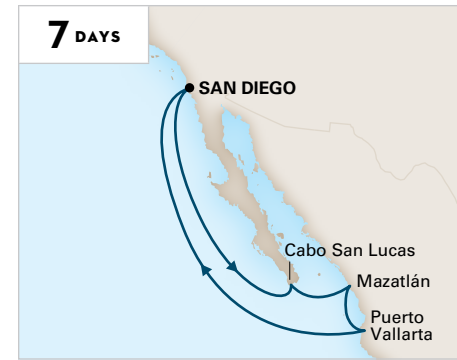 7 DAYS
SAN DIEGO
Cabo San Lucas
Mazatlán
Puerto
Vallarta